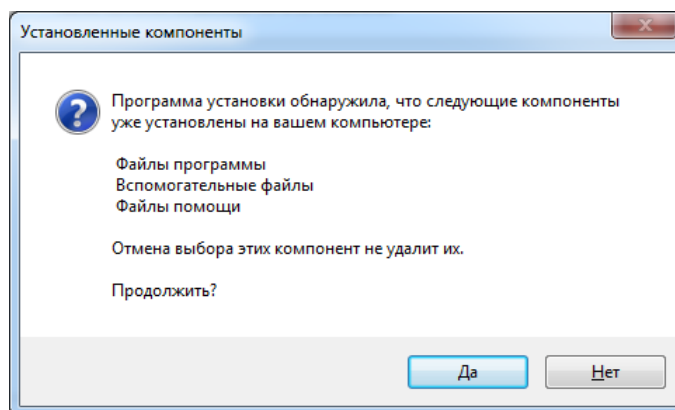 Установленные компоненты
Программа установки обнаружила, что следующие компоненты
уже установлены на вашем компьютере:
Файлы программы
Вспомогательные файлы
Файлы помощи
Отмена выбора этих компонент не удалит их.
Продолжить?
Да
Нет